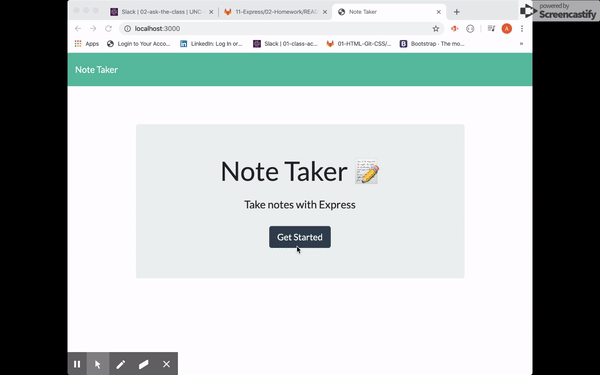 powered by
Screencastify
Slack | 02-ask-the-class | UNC-
11-Express/02-Homework/READ
Note Taker
localhost:3000
Apps
Login to Your Acco...
LinkedIn: Log In or...
Slack | 01-class-ac...
01-HTML-Git-CSS/...
Bootstrap · The mo...
»
Note Taker
Note Taker
Take notes with Express
Get Started